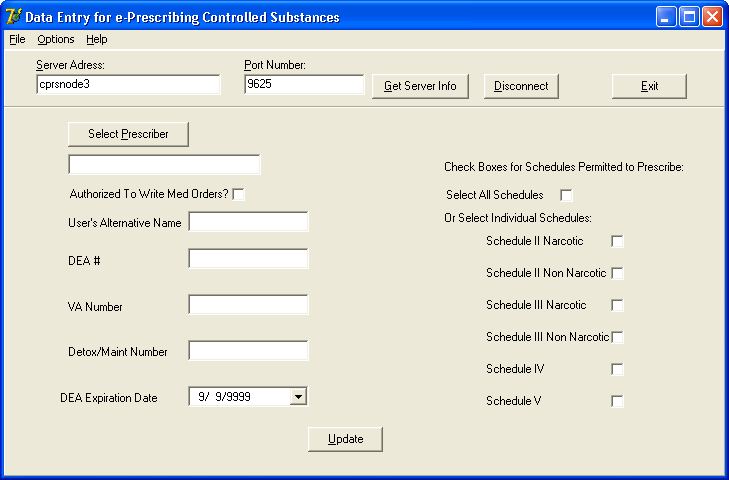 Data Entry for e-Prescribing Controlled Substances
File Options Help
Server Adress: Port Number:
cprsnode3 9625 Get Server Info Disconnect Exit
Select Prescriber
Check Boxes for Schedules Permitted to Prescribe:
Authorized To Write Med Orders? Select All Schedules
Or Select Individual Schedules:
User's Alternative Name
Schedule II Narcotic
DEA #
Schedule II Non Narcotic
VA Number Schedule III Narcotic
Schedule III Non Narcotic
Detox/Maint Number
Schedule IV
DEA Expiration Date 9/ 9/9999 Schedule V
Update